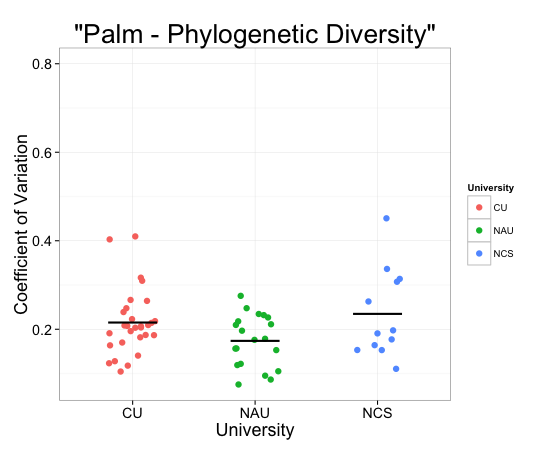 "Palm - Phylogenetic Diversity"
Coefficient of Variation
0.8
0.6
0.4
0.2
CU
NAU
NCS
University
University
CU
NAU
NCS